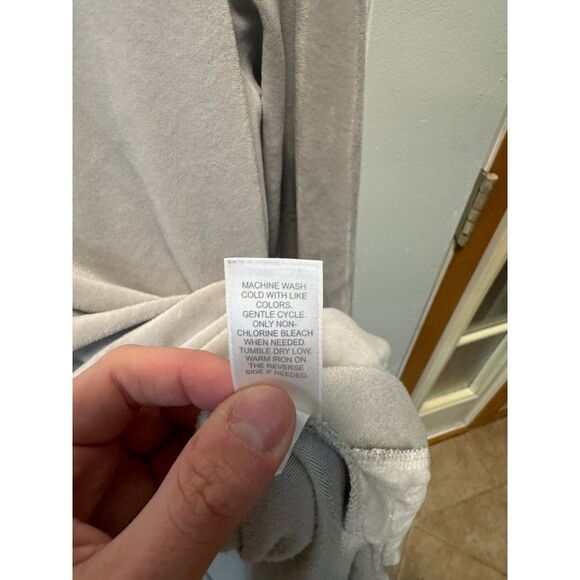 MACHINE WASH
COLD WITH LIKE
COLORS.
GENTLE CYCLE.
ONLY NON-
CHLORINE BLEACH
WHEN NEEDED.
TUMBLE DRY LOW.
WARM IRON ON
THE REVERSE
SIDE IF NEEDED.